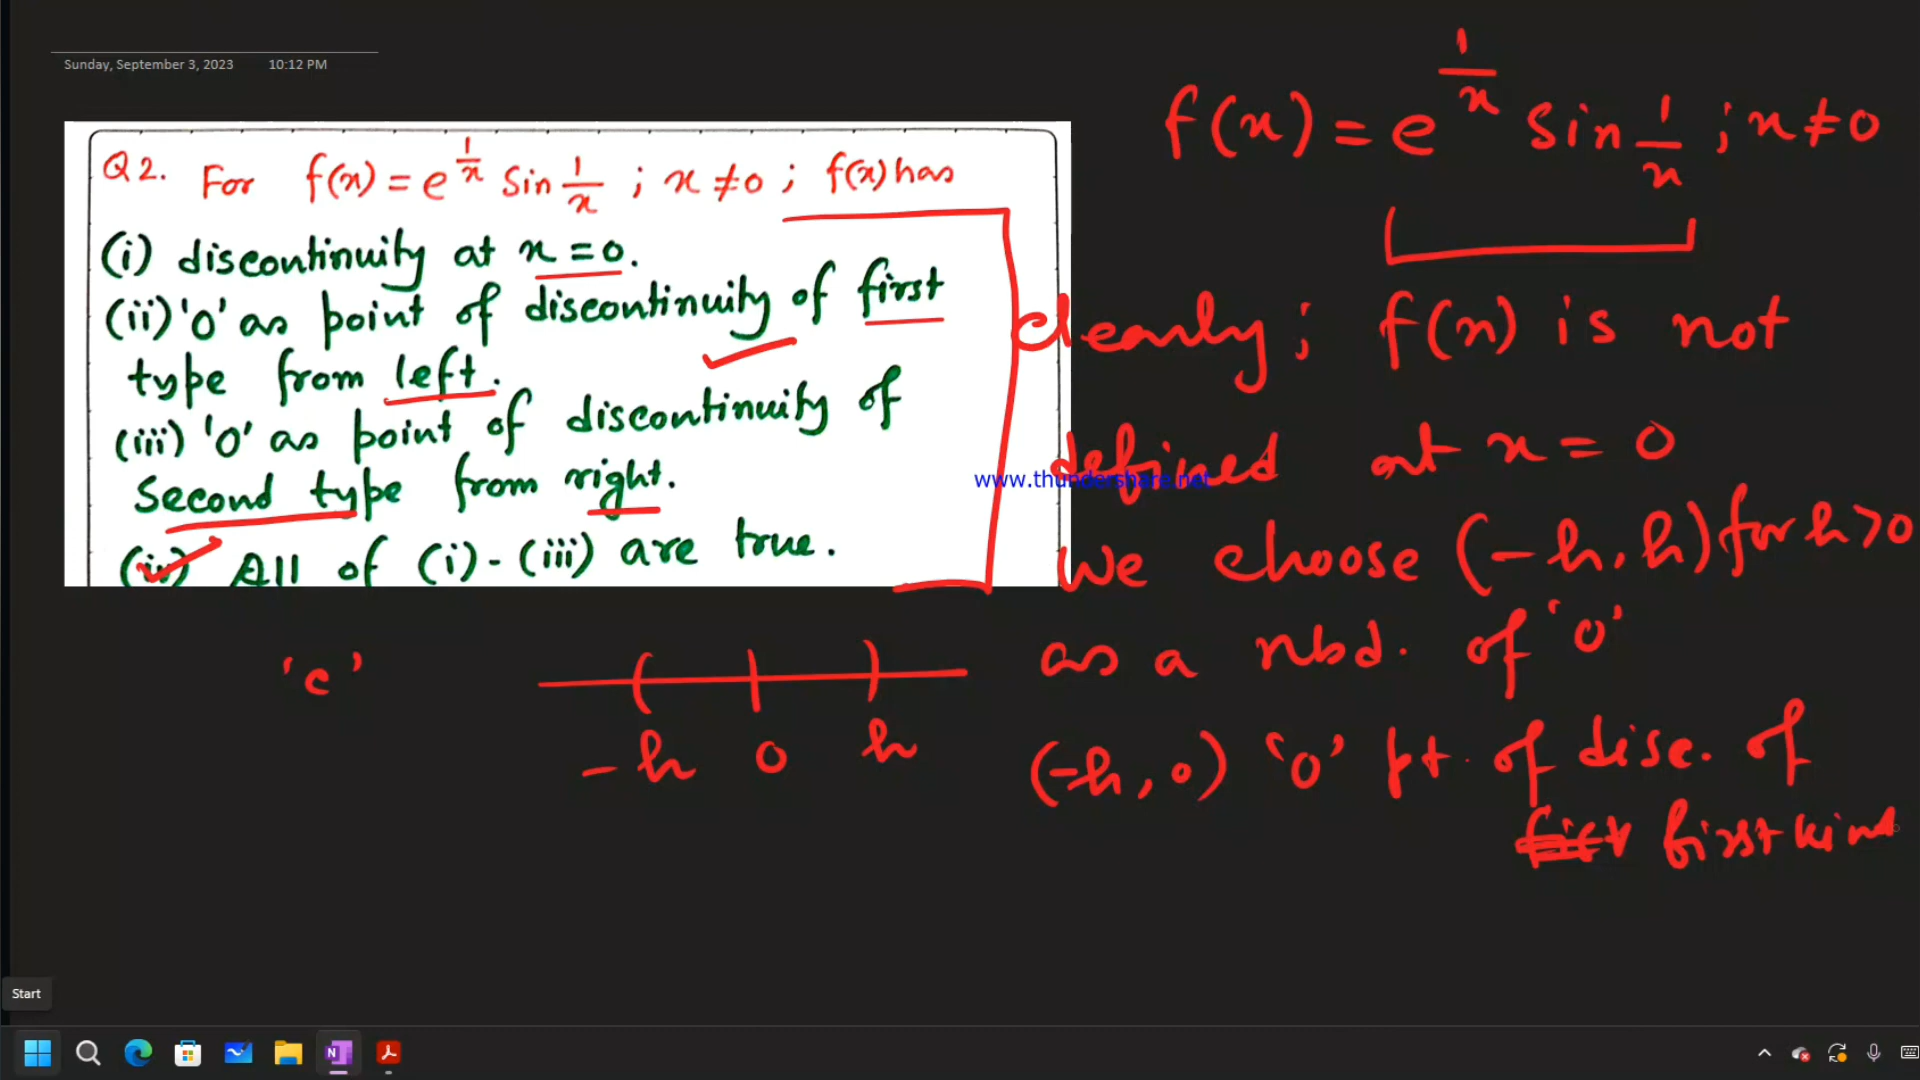 Sunday, September 3, 2023 10:12 PM
Q2. For f(x) = e^{1/x} Sin 1/x ; x ≠ 0 ; f(x) has
(i) discontinuity at x = 0.
(ii) '0' as point of discontinuity of first
type from left.
(iii) '0' as point of discontinuity of
Second type from right.
(iv) All of (i) - (iii) are true.
f(x) = e^{1/x} Sin 1/x ; x ≠ 0
Clearly ; f(x) is not
defined at x = 0
www.thundershare.net
We choose (-h, h) for h > 0
as a nbd. of '0'
(-h, 0) '0' pt. of disc. of
first kind
'c'
-h 0 h
Start